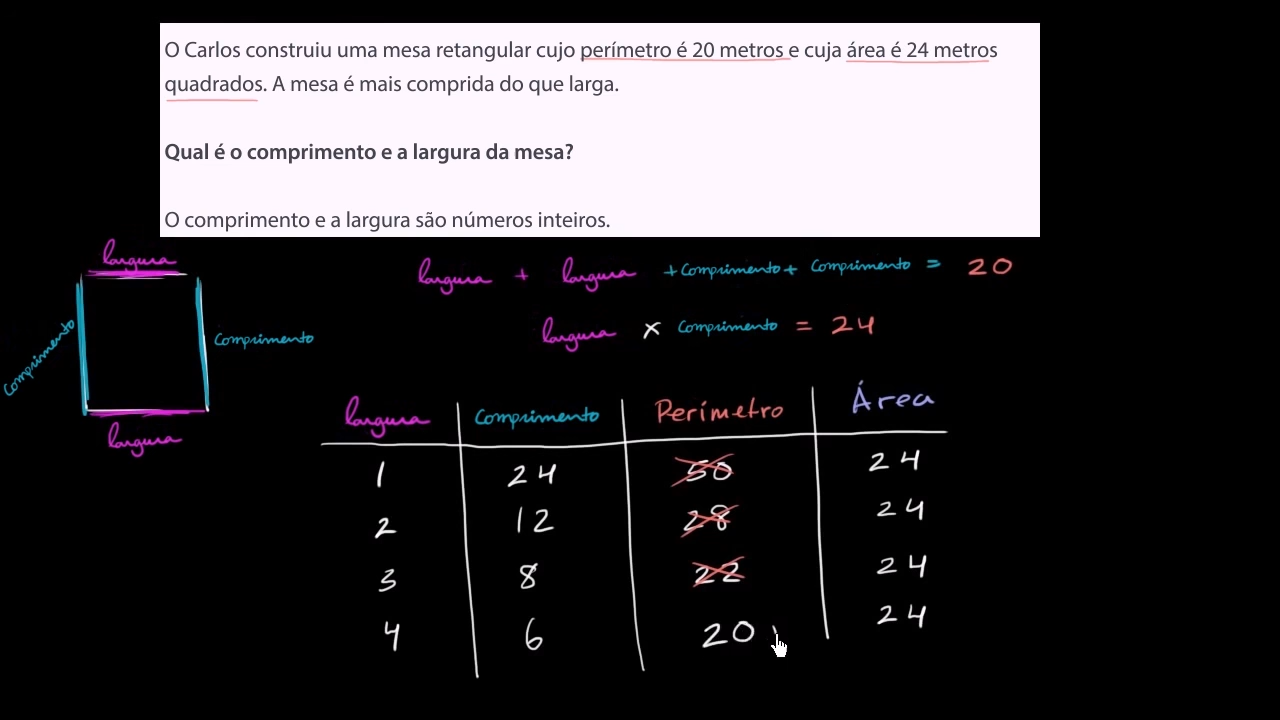 O Carlos construiu uma mesa retangular cujo perímetro é 20 metros e cuja área é 24 metros
quadrados. A mesa é mais comprida do que larga.
Qual é o comprimento e a largura da mesa?
O comprimento e a largura são números inteiros.
largura
comprimento
comprimento
largura
largura + largura + comprimento + comprimento = 20
largura x comprimento = 24
largura comprimento Perímetro Área
1 24 50 24
2 12 28 24
3 8 22 24
4 6 20 24